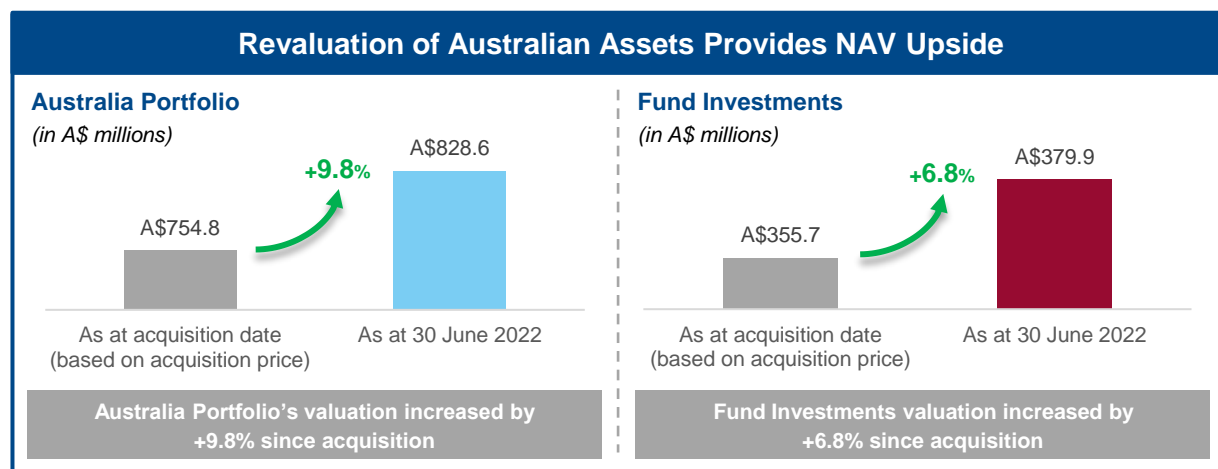 Revaluation of Australian Assets Provides NAV Upside
Australia Portfolio
(in A$ millions)
A$828.6
+9.8%
A$754.8
As at acquisition date
(based on acquisition price)
As at 30 June 2022
Australia Portfolio's valuation increased by
+9.8% since acquisition
Fund Investments
(in A$ millions)
A$379.9
+6.8%
A$355.7
As at acquisition date
(based on acquisition price)
As at 30 June 2022
Fund Investments valuation increased by
+6.8% since acquisition